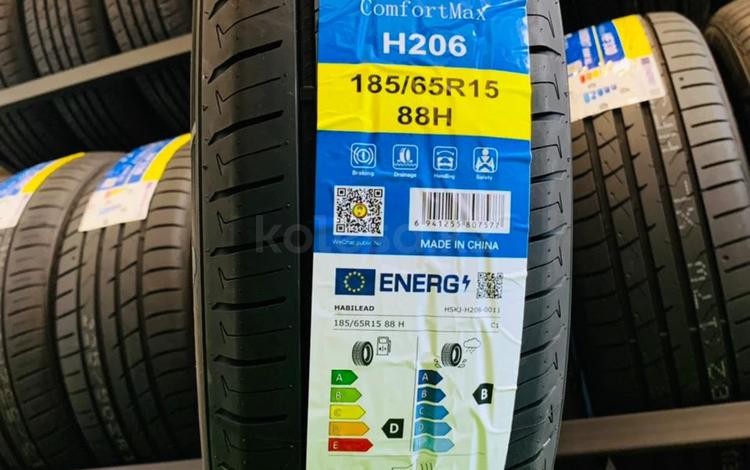 ComfortMax
H206
185/65R15
88H
Braking Drainage Handling Safety
WeChat public No
6 941255 807577
MADE IN CHINA
ENERG
HABILEAD HSKJ-H206-0011
185/65R15 88 H C1
A A
B B B
C C
D D D
E E